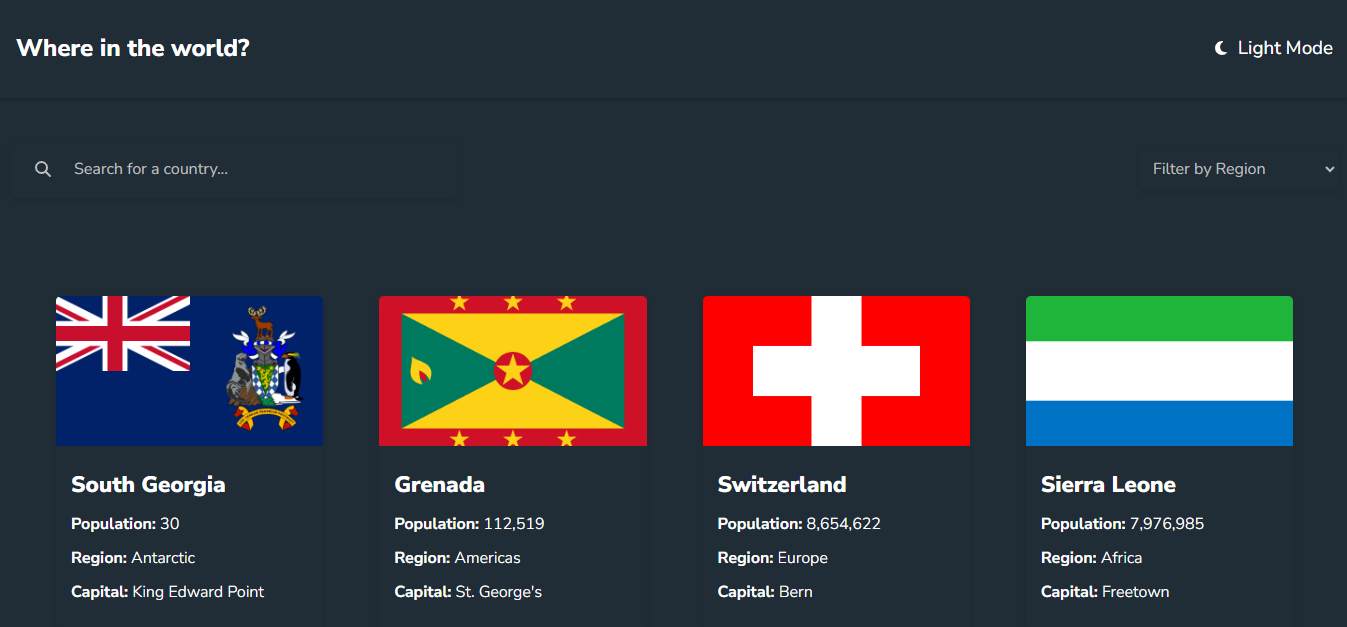 Where in the world?
Light Mode
Search for a country...
Filter by Region
South Georgia
Population: 30
Region: Antarctic
Capital: King Edward Point
Grenada
Population: 112,519
Region: Americas
Capital: St. George's
Switzerland
Population: 8,654,622
Region: Europe
Capital: Bern
Sierra Leone
Population: 7,976,985
Region: Africa
Capital: Freetown